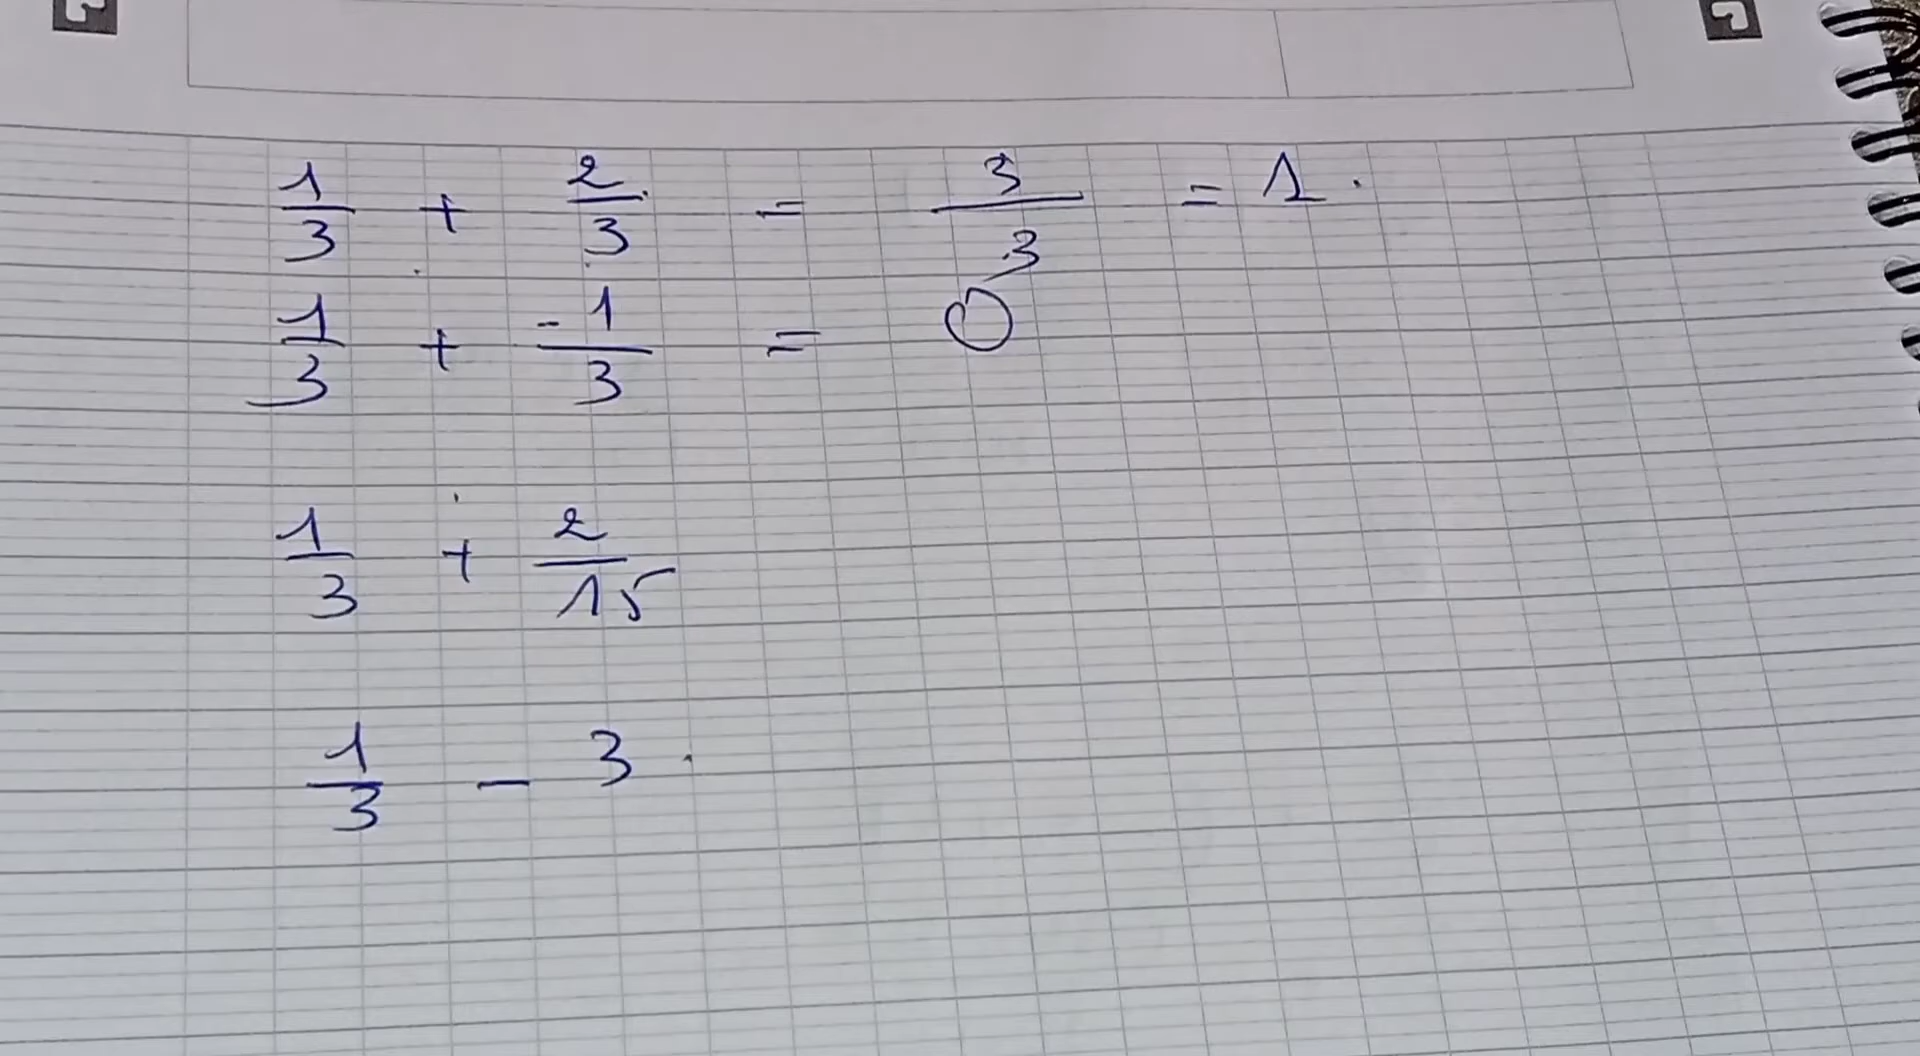 1/3 + 2/3 = 3/3 = 1.
1/3 + -1/3 = 0
1/3 + 2/15
1/3 - 3.